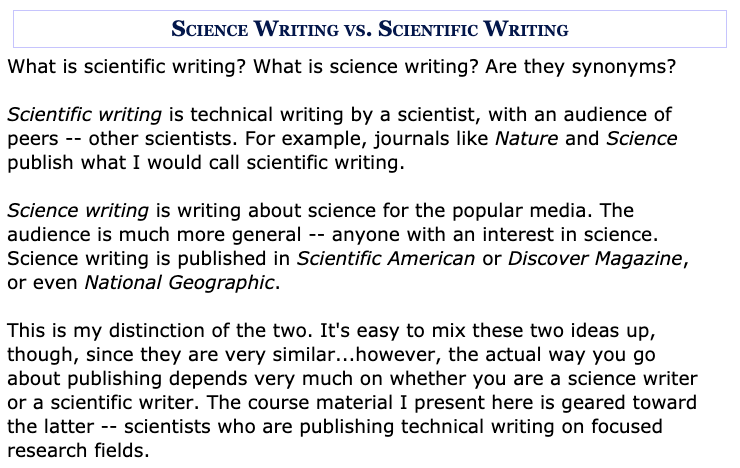 Science Writing vs. Scientific Writing
What is scientific writing? What is science writing? Are they synonyms?
Scientific writing is technical writing by a scientist, with an audience of
peers -- other scientists. For example, journals like Nature and Science
publish what I would call scientific writing.
Science writing is writing about science for the popular media. The
audience is much more general -- anyone with an interest in science.
Science writing is published in Scientific American or Discover Magazine,
or even National Geographic.
This is my distinction of the two. It's easy to mix these two ideas up,
though, since they are very similar...however, the actual way you go
about publishing depends very much on whether you are a science writer
or a scientific writer. The course material I present here is geared toward
the latter -- scientists who are publishing technical writing on focused
research fields.